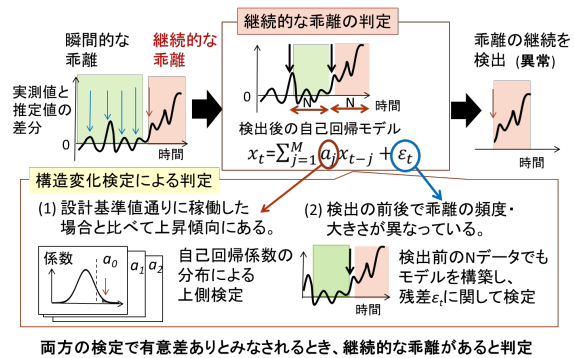 継続的な乖離の判定
瞬間的な
乖離
継続的な
乖離
実測値と
推定値の
差分
0
時間
0
N
N
時間
検出後の自己回帰モデル
x_t=∑_{j=1}^{M} a_j x_{t−j} + ε_t
乖離の継続を
検出 (異常)
時間
構造変化検定による判定
(1) 設計基準値通りに稼働した
場合と比べて上昇傾向にある。
係数
a_0
a_1
a_2
自己回帰係数の
分布による
上側検定
(2) 検出の前後で乖離の頻度・
大きさが異なっている。
時間
検出前のNデータでも
モデルを構築し、
残差ε_tに関して検定
両方の検定で有意差ありとみなされるとき、継続的な乖離があると判定